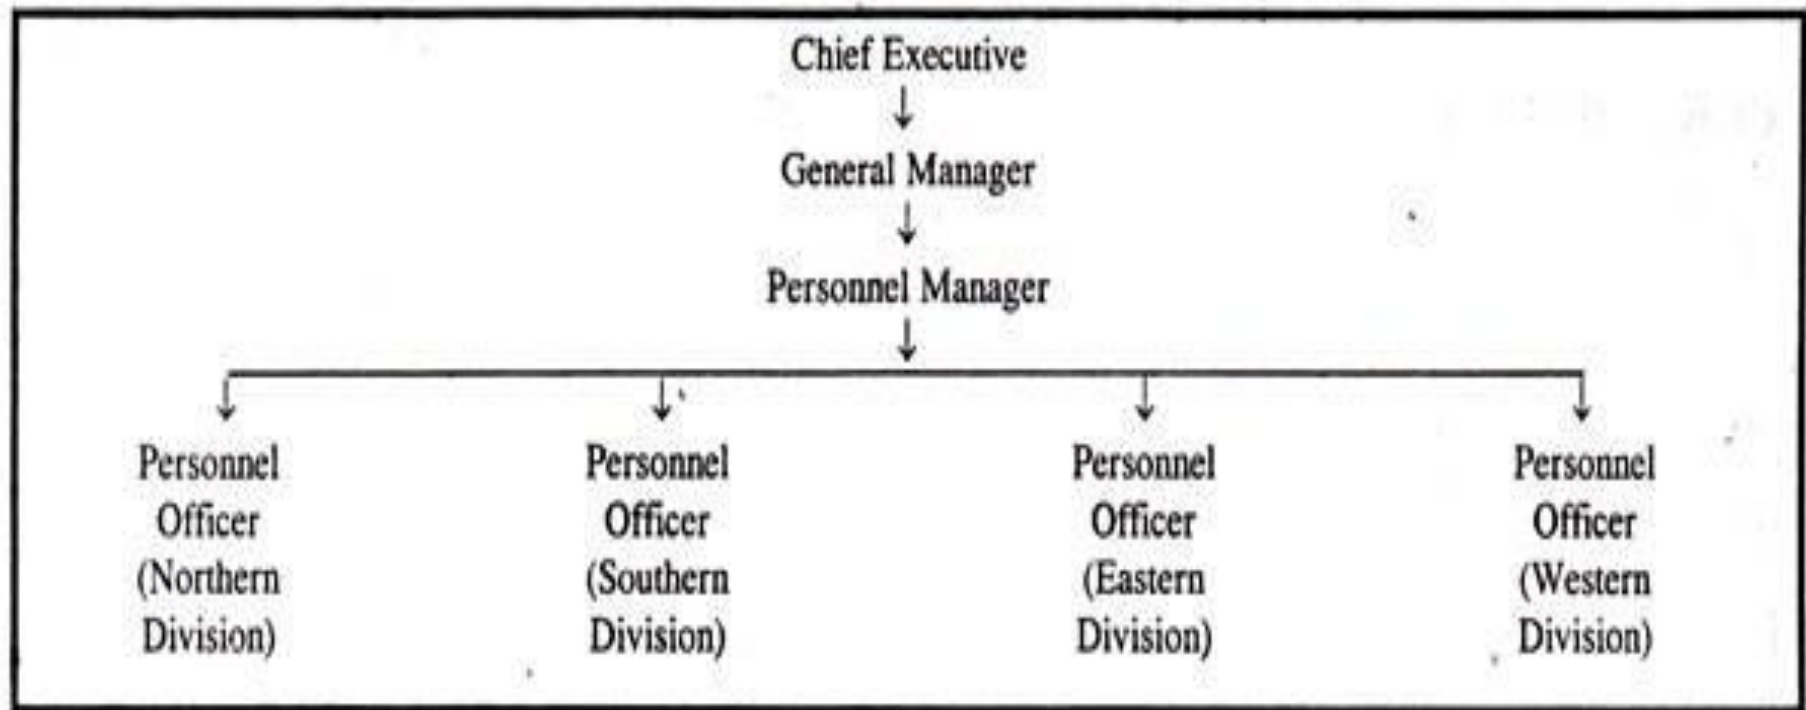 Chief Executive
General Manager
Personnel Manager
Personnel Personnel Personnel Personnel
Officer Officer Officer Officer
(Northern (Southern (Eastern (Western
Division) Division) Division) Division)